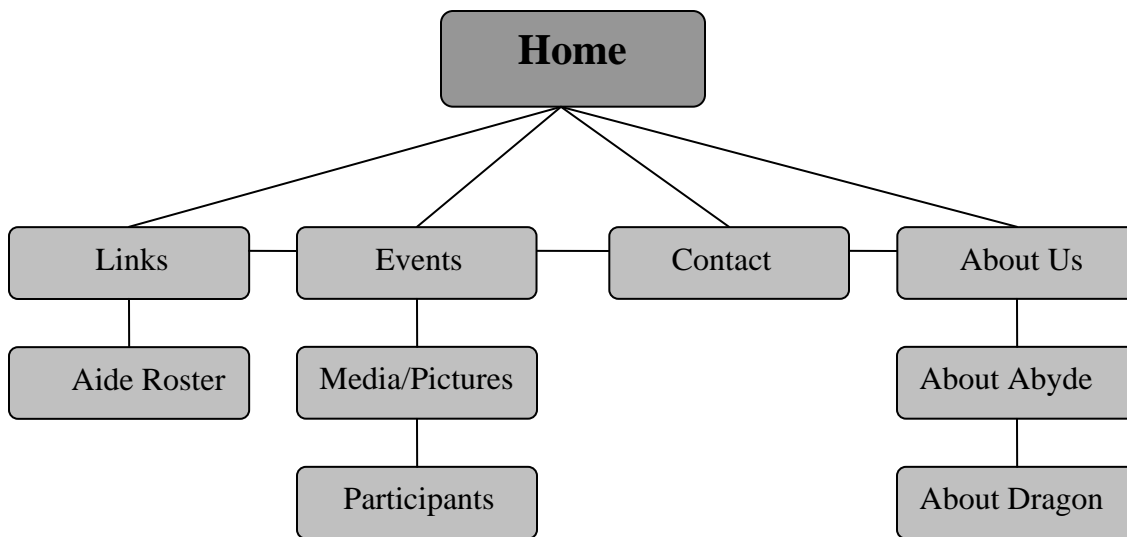 Home
Links
Events
Contact
About Us
Aide Roster
Media/Pictures
About Abyde
Participants
About Dragon